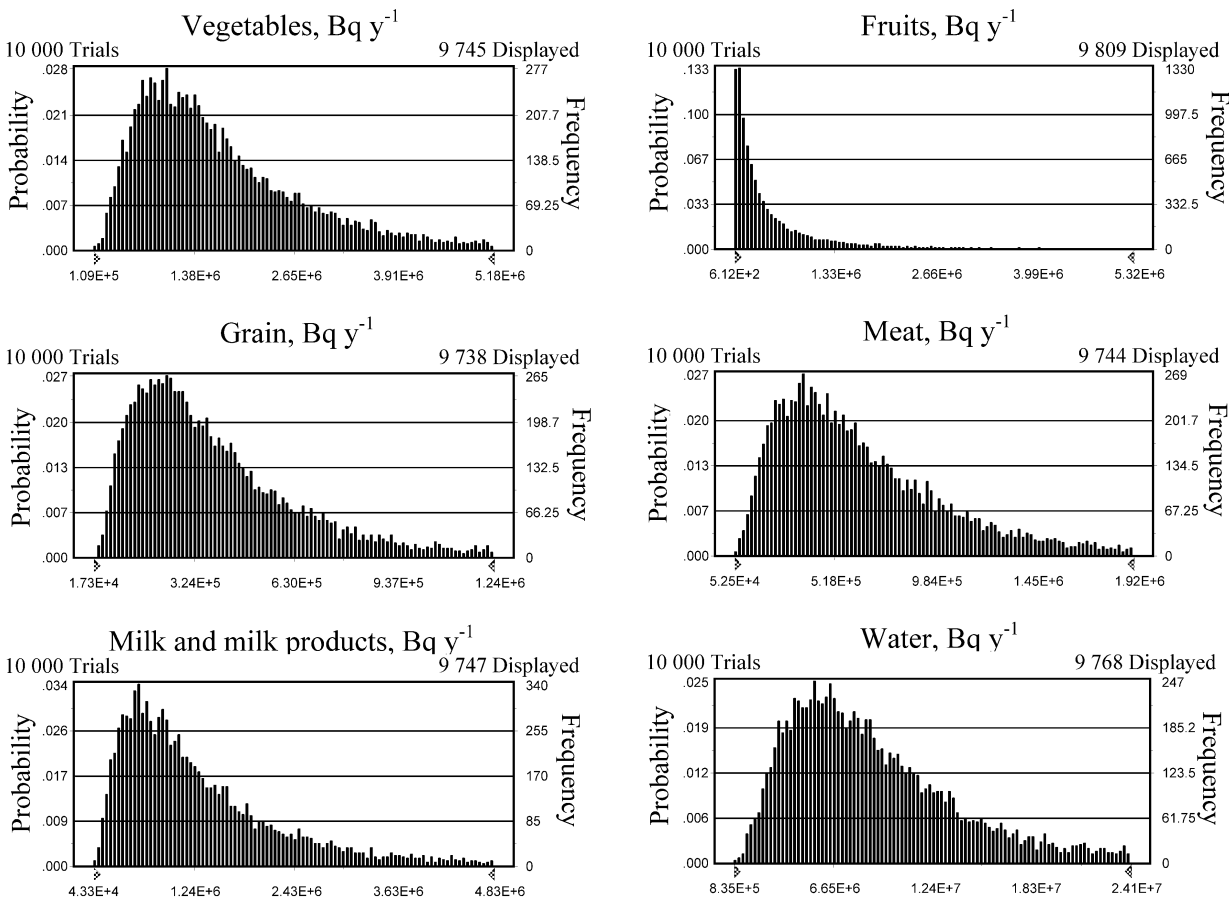 Vegetables, Bq y-1
10 000 Trials 9 745 Displayed
Probability
.028
.021
.014
.007
.000
277
207.7
138.5
69.25
0
Frequency
1.09E+5 1.38E+6 2.65E+6 3.91E+6 5.18E+6
Fruits, Bq y-1
10 000 Trials 9 809 Displayed
Probability
.133
.100
.067
.033
.000
1330
997.5
665
332.5
0
Frequency
6.12E+2 1.33E+6 2.66E+6 3.99E+6 5.32E+6
Grain, Bq y-1
10 000 Trials 9 738 Displayed
Probability
.027
.020
.013
.007
.000
265
198.7
132.5
66.25
0
Frequency
1.73E+4 3.24E+5 6.30E+5 9.37E+5 1.24E+6
Meat, Bq y-1
10 000 Trials 9 744 Displayed
Probability
.027
.020
.013
.007
.000
269
201.7
134.5
67.25
0
Frequency
5.25E+4 5.18E+5 9.84E+5 1.45E+6 1.92E+6
Milk and milk products, Bq y-1
10 000 Trials 9 747 Displayed
Probability
.034
.026
.017
.009
.000
340
255
170
85
0
Frequency
4.33E+4 1.24E+6 2.43E+6 3.63E+6 4.83E+6
Water, Bq y-1
10 000 Trials 9 768 Displayed
Probability
.025
.019
.012
.006
.000
247
185.2
123.5
61.75
0
Frequency
8.35E+5 6.65E+6 1.24E+7 1.83E+7 2.41E+7